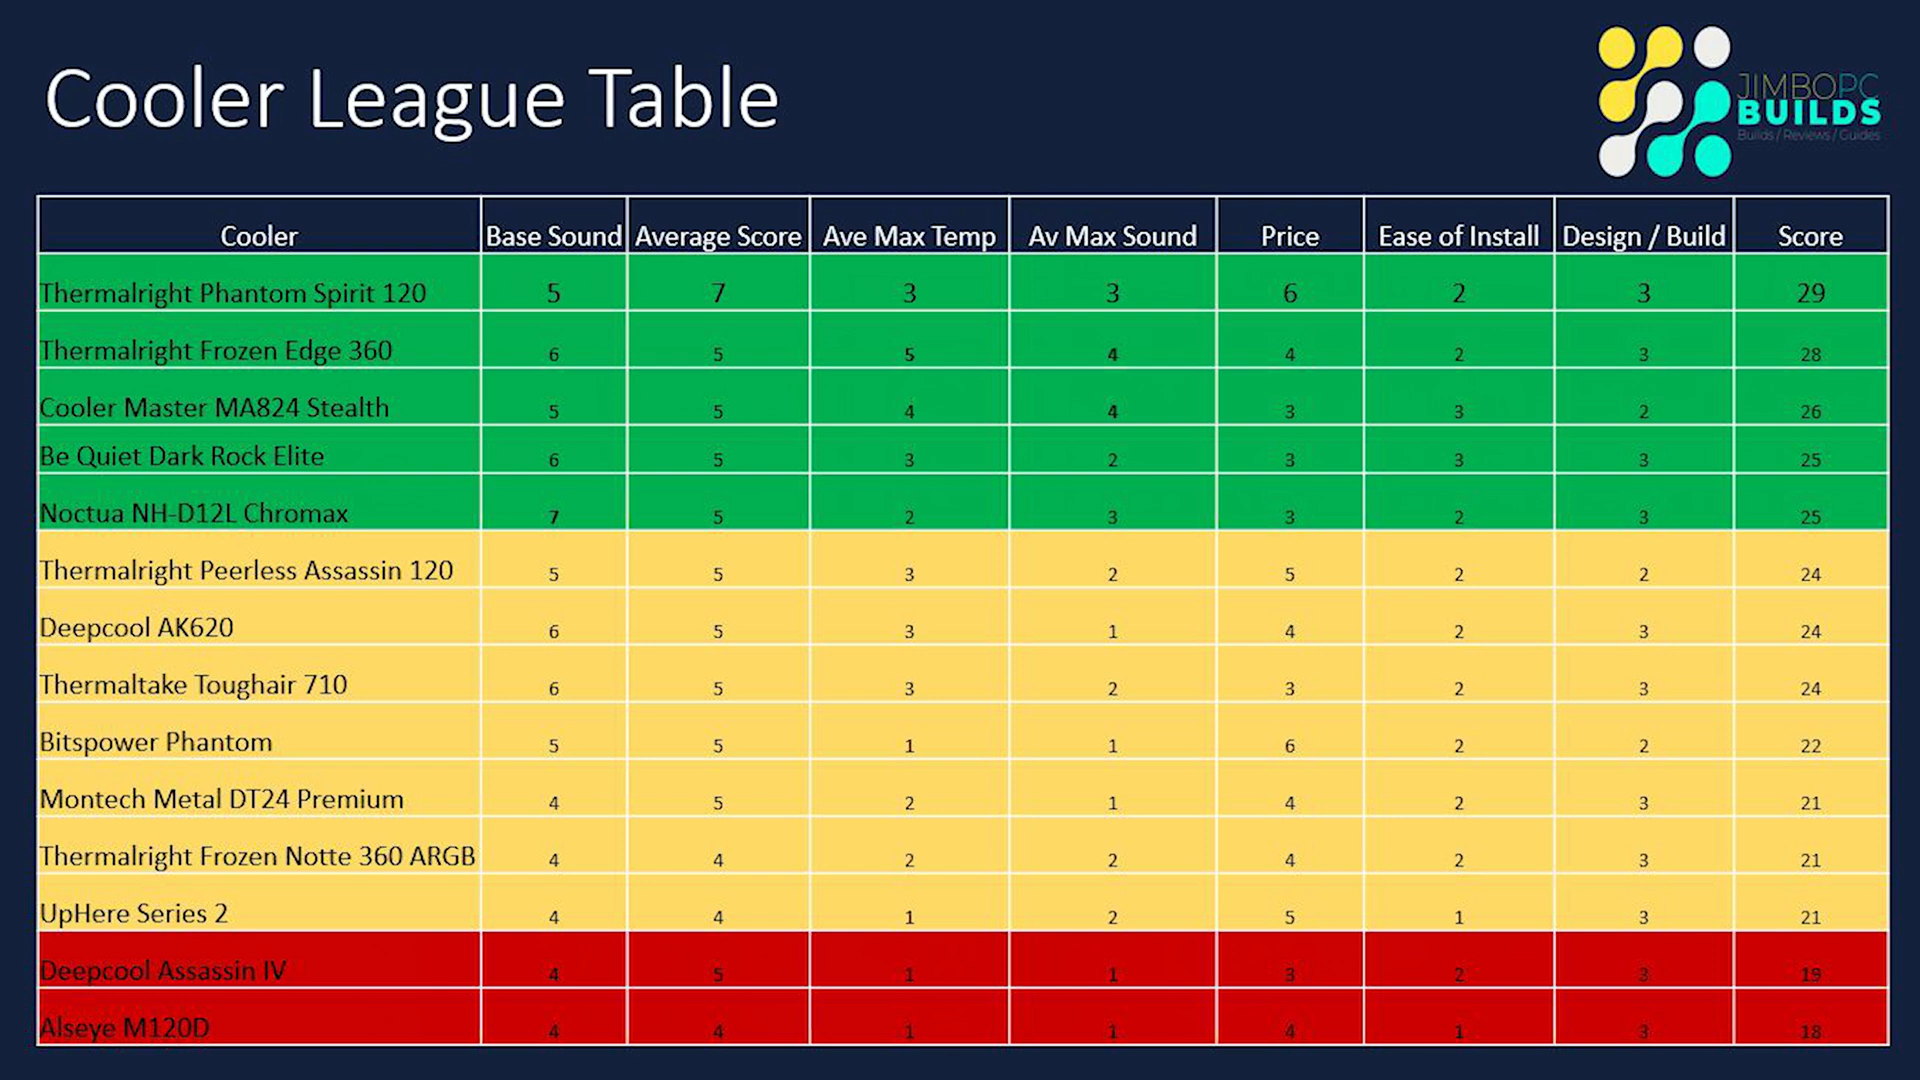 Cooler League Table
JIMBOPC
BUILDS
Builds / Reviews / Guides
Cooler Base Sound Average Score Ave Max Temp Av Max Sound Price Ease of Install Design / Build Score
Thermalright Phantom Spirit 120 5 7 3 3 6 2 3 29
Thermalright Frozen Edge 360 6 5 5 4 4 2 3 28
Cooler Master MA824 Stealth 5 5 4 4 3 3 2 26
Be Quiet Dark Rock Elite 6 5 3 2 3 3 3 25
Noctua NH-D12L Chromax 7 5 2 3 3 2 3 25
Thermalright Peerless Assassin 120 5 5 3 2 5 2 2 24
Deepcool AK620 6 5 3 1 4 2 3 24
Thermaltake Toughair 710 6 5 3 2 3 2 3 24
Bitspower Phantom 5 5 1 1 6 2 2 22
Montech Metal DT24 Premium 4 5 2 1 4 2 3 21
Thermalright Frozen Notte 360 ARGB 4 4 2 2 4 2 3 21
UpHere Series 2 4 4 1 2 5 1 3 21
Deepcool Assassin IV 4 5 1 1 3 2 3 19
Alseye M120D 4 4 1 1 4 1 3 18